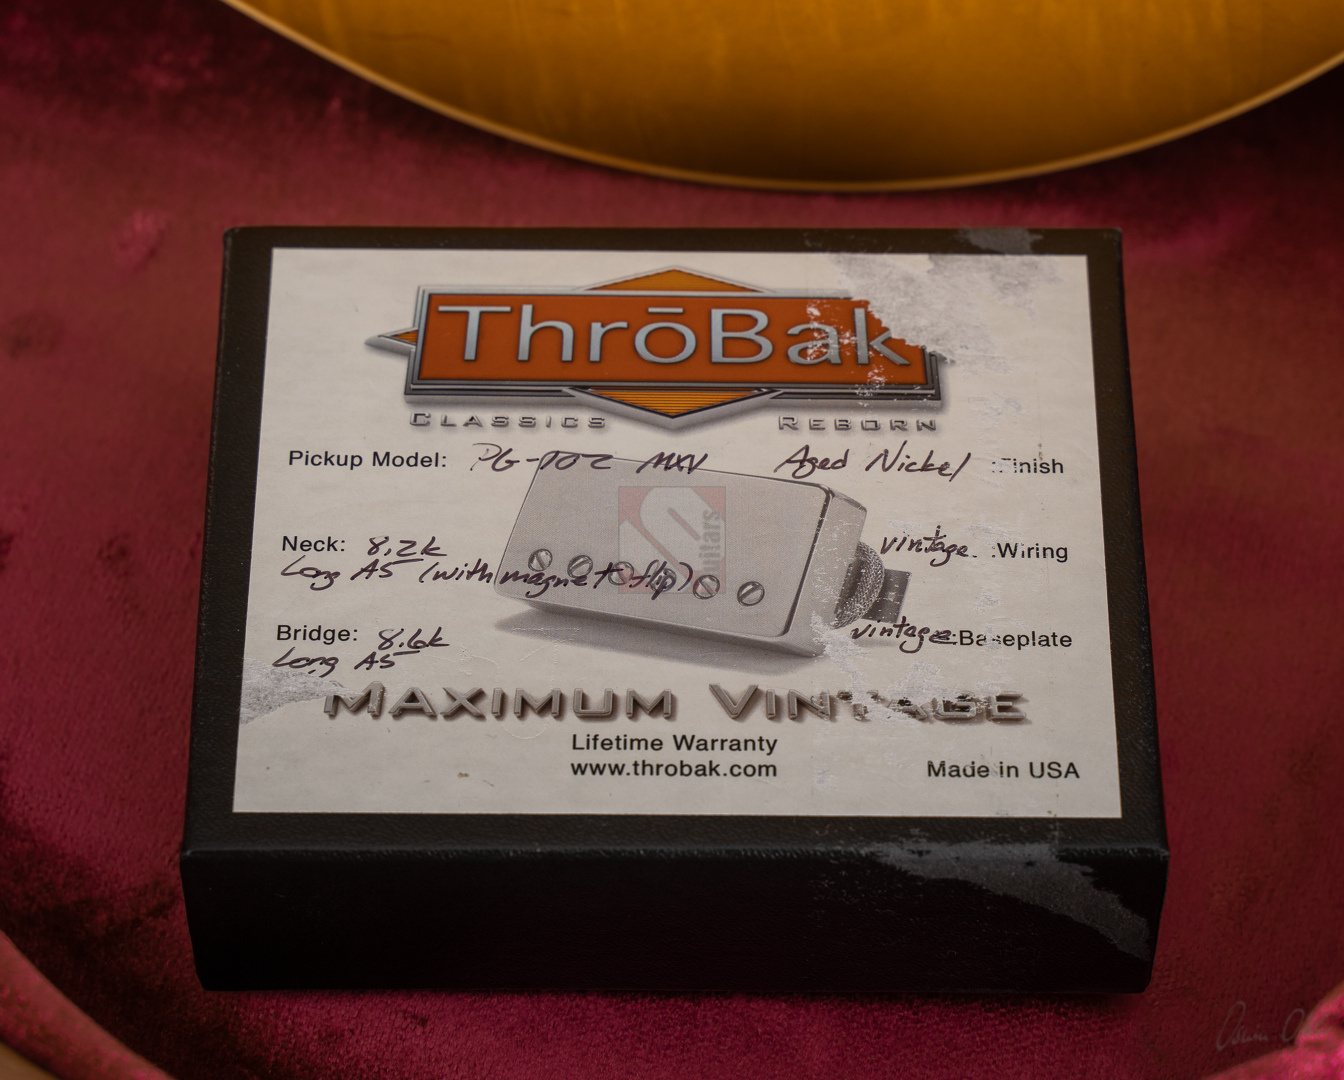 ThrōBak
CLASSICS REBORN
Pickup Model: PG-102 MXV Aged Nickel :Finish
Neck: 8.2k vintage :Wiring
Long A5 (with magnet flip)
Bridge: 8.6k vintage :Baseplate
Long A5
MAXIMUM VINTAGE
Lifetime Warranty
www.throbak.com Made in USA
guitars